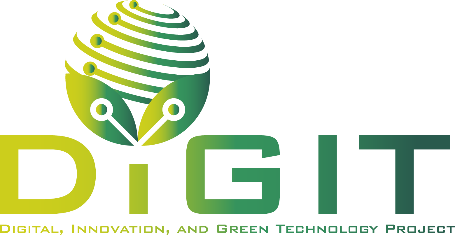 DiGIT
Digital, Innovation, and Green Technology Project